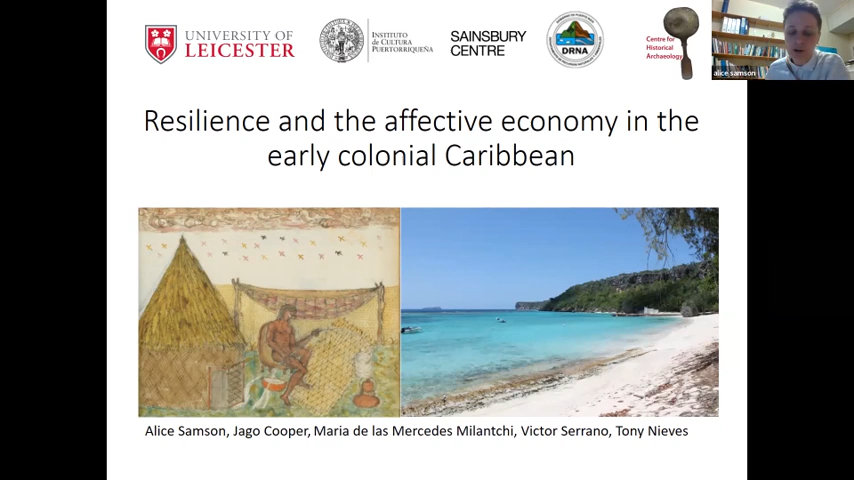 UNIVERSITY OF
LEICESTER
INSTITUTO
DE CULTURA
PUERTORRIQUEÑA
SAINSBURY
CENTRE
DRNA
Centre for
Historical
Archaeology
alice samson
Resilience and the affective economy in the
early colonial Caribbean
Alice Samson, Jago Cooper, Maria de las Mercedes Milantchi, Victor Serrano, Tony Nieves